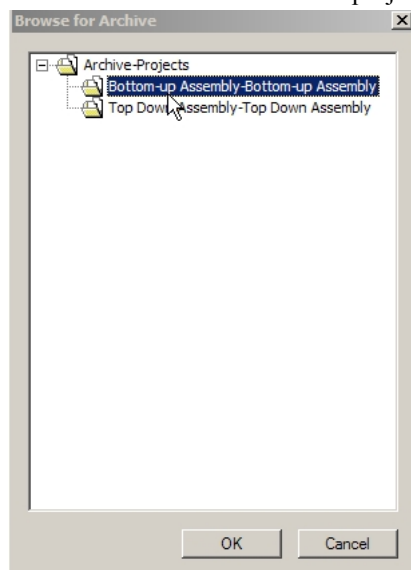 proj
Browse for Archive
Archive-Projects
Bottom-up Assembly-Bottom-up Assembly
Top Down Assembly-Top Down Assembly
OK
Cancel